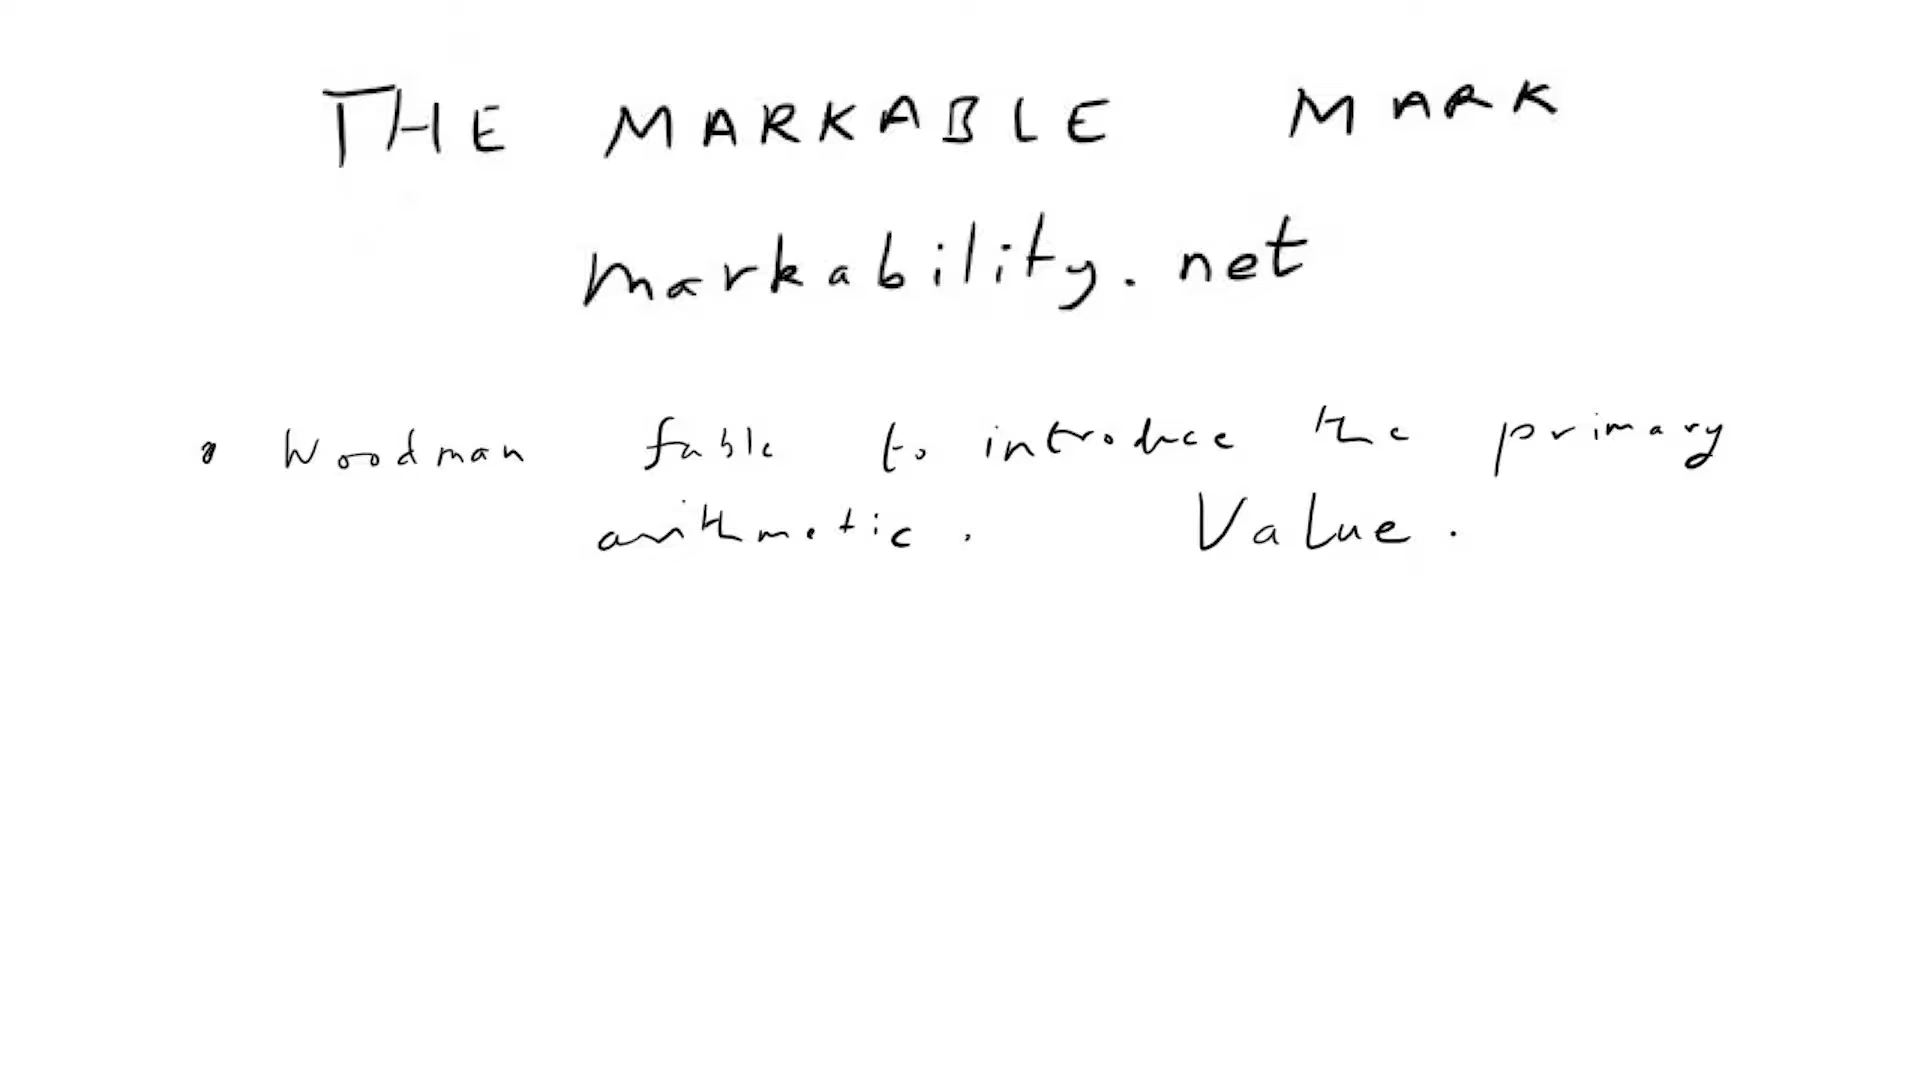 THE MARKABLE MARK
markability.net
• Woodman fable to introduce the primary
arithmetic. Value.